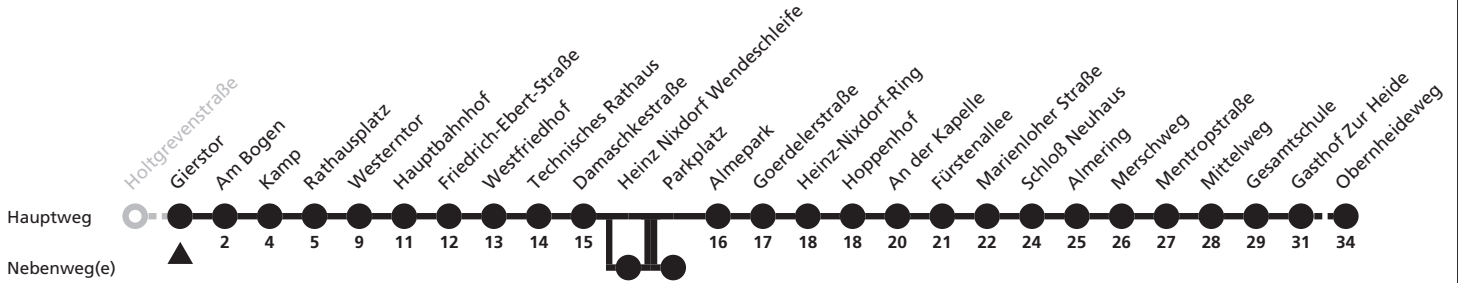 Holtgrevenstraße
Gierstor
Am Bogen
Kamp
Rathausplatz
Westerntor
Hauptbahnhof
Friedrich-Ebert-Straße
Westfriedhof
Technisches Rathaus
Damaschkestraße
Heinz Nixdorf Wendeschleife
Parkplatz
Almepark
Goerdelerstraße
Heinz-Nixdorf-Ring
Hoppenhof
An der Kapelle
Fürstenallee
Marienloher Straße
Schloß Neuhaus
Almering
Merschweg
Mentropstraße
Mittelweg
Gesamtschule
Gasthof Zur Heide
Obernheideweg
Hauptweg
2 4 5 9 11 12 13 14 15 16 17 18 18 20 21 22 24 25 26 27 28 29 31 34
Nebenweg(e)